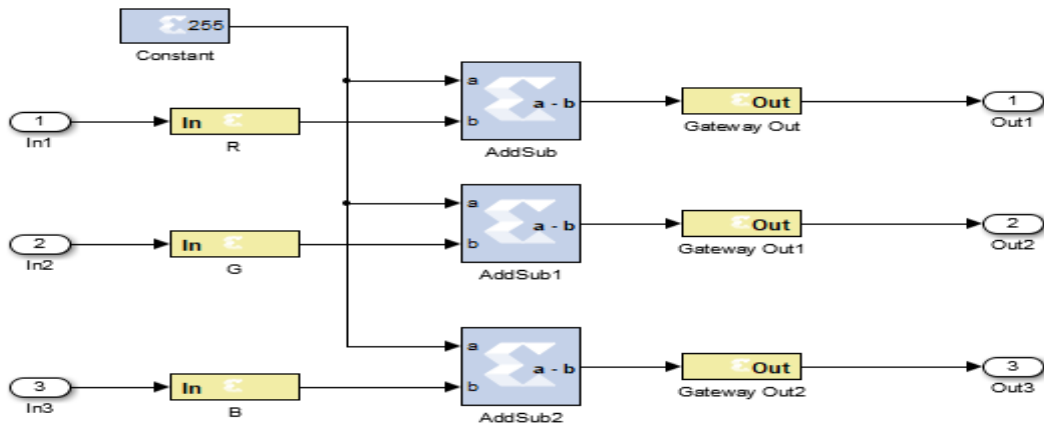 255
Constant
a
b
a - b
AddSub
1
In1
In
R
Out
Gateway Out
1
Out1
a
b
a - b
AddSub1
2
In2
In
G
Out
Gateway Out1
2
Out2
a
b
a - b
AddSub2
3
In3
In
B
Out
Gateway Out2
3
Out3